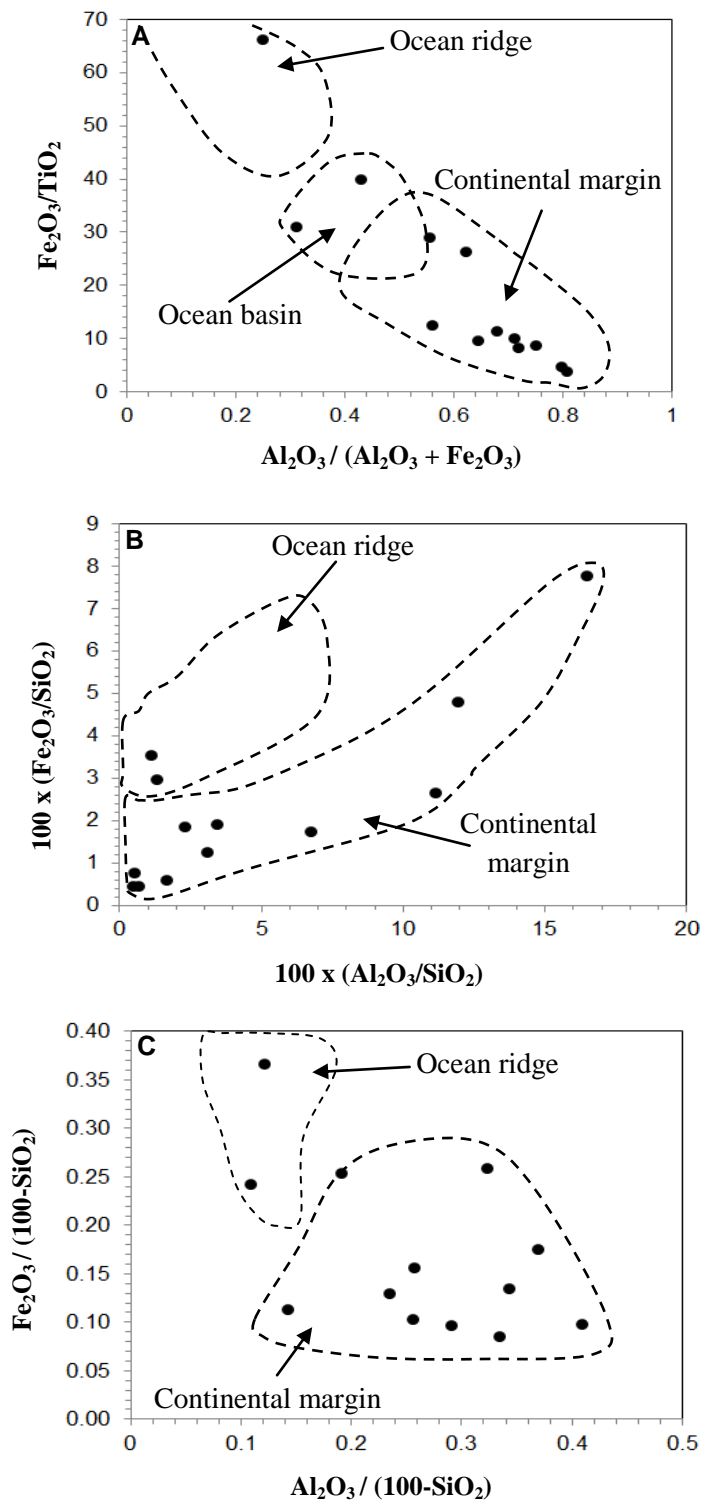 A
70
60
50
40
30
20
10
0
Fe₂O₃/TiO₂
Ocean ridge
Continental margin
Ocean basin
0 0.2 0.4 0.6 0.8 1
Al₂O₃ / (Al₂O₃ + Fe₂O₃)
B
9
8
7
6
5
4
3
2
1
0
100 x (Fe₂O₃/SiO₂)
Ocean ridge
Continental
margin
0 5 10 15 20
100 x (Al₂O₃/SiO₂)
C
0.40
0.35
0.30
0.25
0.20
0.15
0.10
0.05
0.00
Fe₂O₃ / (100-SiO₂)
Ocean ridge
Continental margin
0 0.1 0.2 0.3 0.4 0.5
Al₂O₃ / (100-SiO₂)